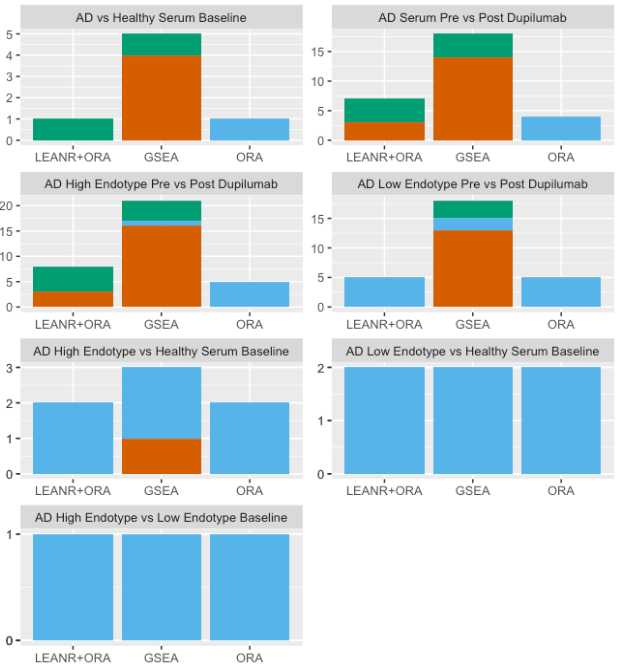 AD vs Healthy Serum Baseline
5
4
3
2
1
0
LEANR+ORA GSEA ORA
AD Serum Pre vs Post Dupilumab
15
10
5
0
LEANR+ORA GSEA ORA
AD High Endotype Pre vs Post Dupilumab
20
15
10
5
0
LEANR+ORA GSEA ORA
AD Low Endotype Pre vs Post Dupilumab
15
10
5
0
LEANR+ORA GSEA ORA
AD High Endotype vs Healthy Serum Baseline
3
2
1
0
LEANR+ORA GSEA ORA
AD Low Endotype vs Healthy Serum Baseline
2
1
0
LEANR+ORA GSEA ORA
AD High Endotype vs Low Endotype Baseline
1
0
LEANR+ORA GSEA ORA